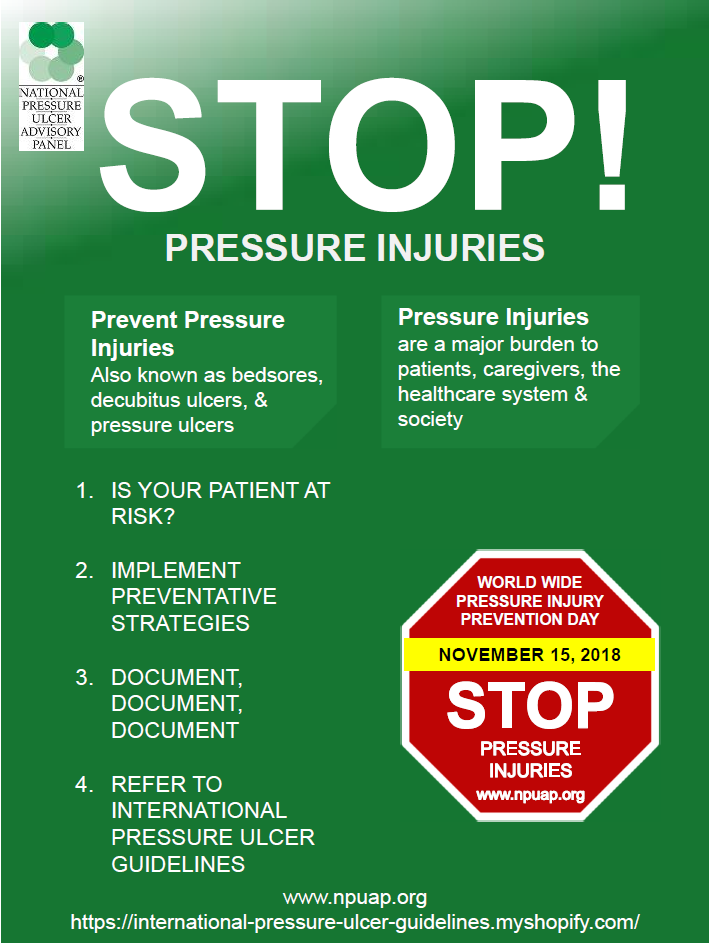 ®
NATIONAL
PRESSURE
ULCER
ADVISORY
PANEL
STOP!
PRESSURE INJURIES
Prevent Pressure
Injuries
Also known as bedsores,
decubitus ulcers, &
pressure ulcers
Pressure Injuries
are a major burden to
patients, caregivers, the
healthcare system &
society
1. IS YOUR PATIENT AT
RISK?
2. IMPLEMENT
PREVENTATIVE
STRATEGIES
3. DOCUMENT,
DOCUMENT,
DOCUMENT
4. REFER TO
INTERNATIONAL
PRESSURE ULCER
GUIDELINES
WORLD WIDE
PRESSURE INJURY
PREVENTION DAY
NOVEMBER 15, 2018
STOP
PRESSURE
INJURIES
www.npuap.org
www.npuap.org
https://international-pressure-ulcer-guidelines.myshopify.com/